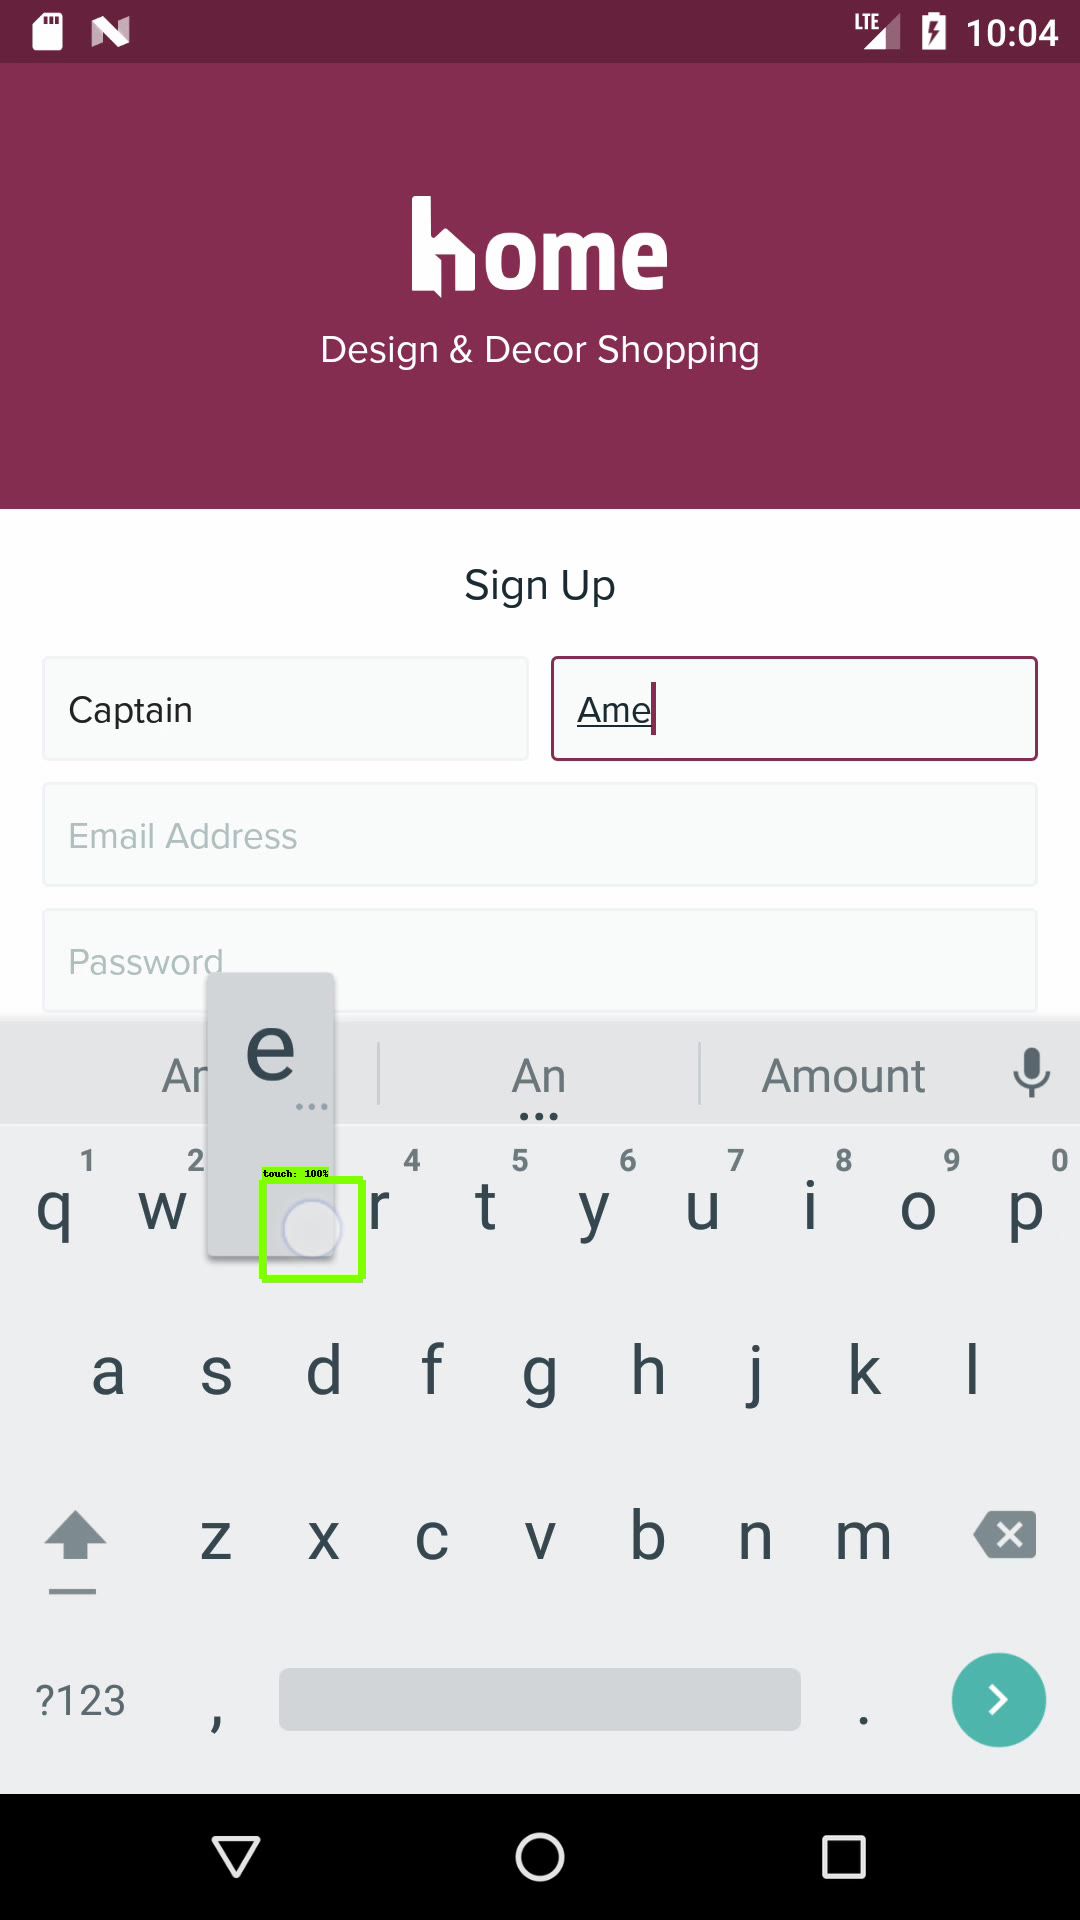 LTE 10:04
home
Design & Decor Shopping
Sign Up
Captain Ame
Email Address
Password
e
An Amount
touch: 100%
1 2 4 5 6 7 8 9 0
q w r t y u i o p
a s d f g h j k l
z x c v b n m
?123 , .